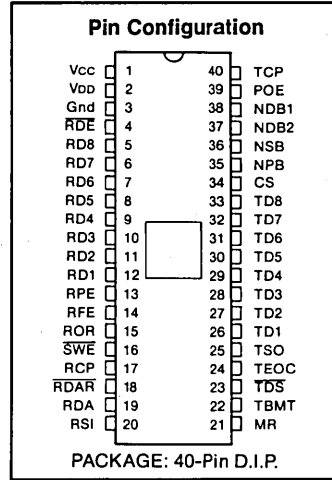 Pin Configuration
Vcc 1 40 TCP
VDD 2 39 POE
Gnd 3 38 NDB1
RDE 4 37 NDB2
RD8 5 36 NSB
RD7 6 35 NPB
RD6 7 34 CS
RD5 8 33 TD8
RD4 9 32 TD7
RD3 10 31 TD6
RD2 11 30 TD5
RD1 12 29 TD4
RPE 13 28 TD3
RFE 14 27 TD2
ROR 15 26 TD1
SWE 16 25 TSO
RCP 17 24 TEOC
RDAR 18 23 TDS
RDA 19 22 TBMT
RSI 20 21 MR
PACKAGE: 40-Pin D.I.P.